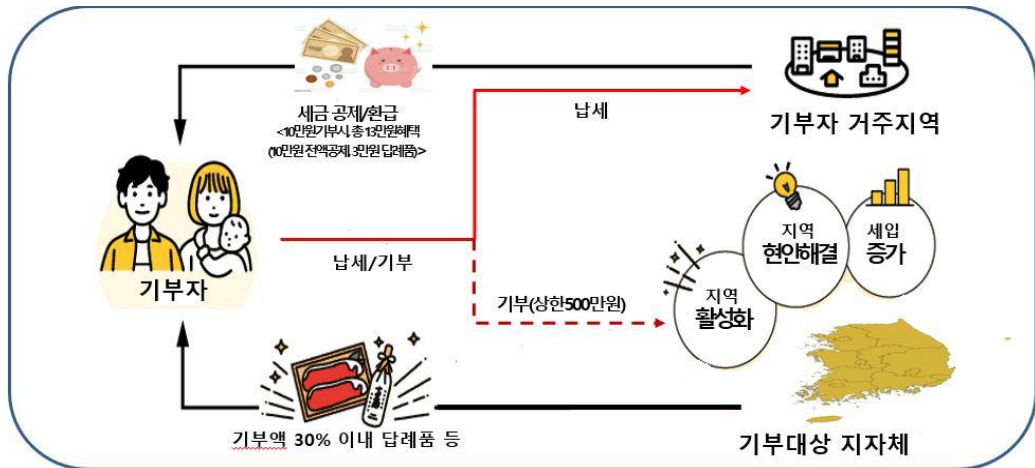 세금 공제/환급
<10만원기부시, 총 13만원혜택
(10만원 전액공제, 3만원 답례품)>
납세
기부자 거주지역
지역
현안해결
세입
증가
기부자
납세/기부
기부(상한500만원)
지역
활성화
기부액 30% 이내 답례품 등
기부대상 지자체